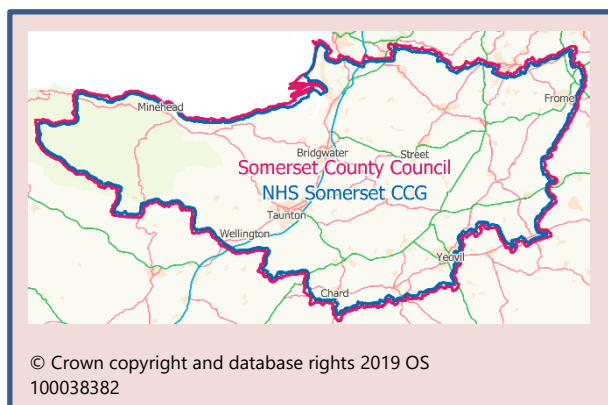 Minehead
Frome
Bridgwater
Street
Somerset County Council
NHS Somerset CCG
Taunton
Wellington
Yeovil
Chard
© Crown copyright and database rights 2019 OS
100038382